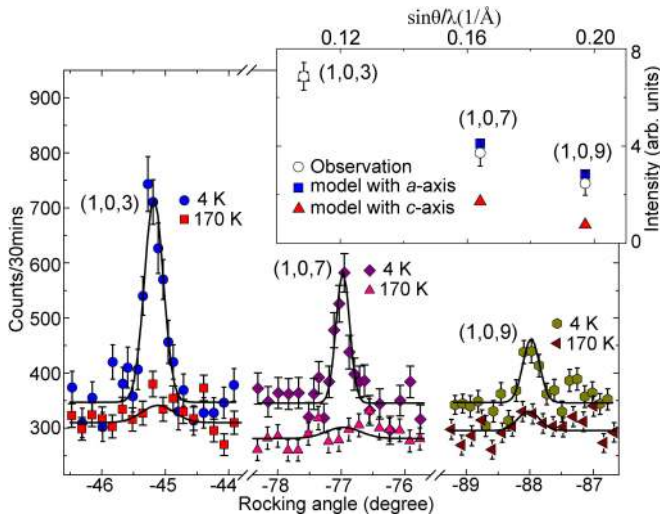 sinθ/λ(1/Å)
0.12 0.16 0.20
900
800
700
600
500
400
300
Counts/30mins
8
4
0
Intensity (arb. units)
(1,0,3)
(1,0,7)
(1,0,9)
Observation
model with a-axis
model with c-axis
(1,0,3)
4 K
170 K
(1,0,7)
4 K
170 K
(1,0,9)
4 K
170 K
-46 -45 -44 -78 -77 -76 -89 -88 -87
Rocking angle (degree)